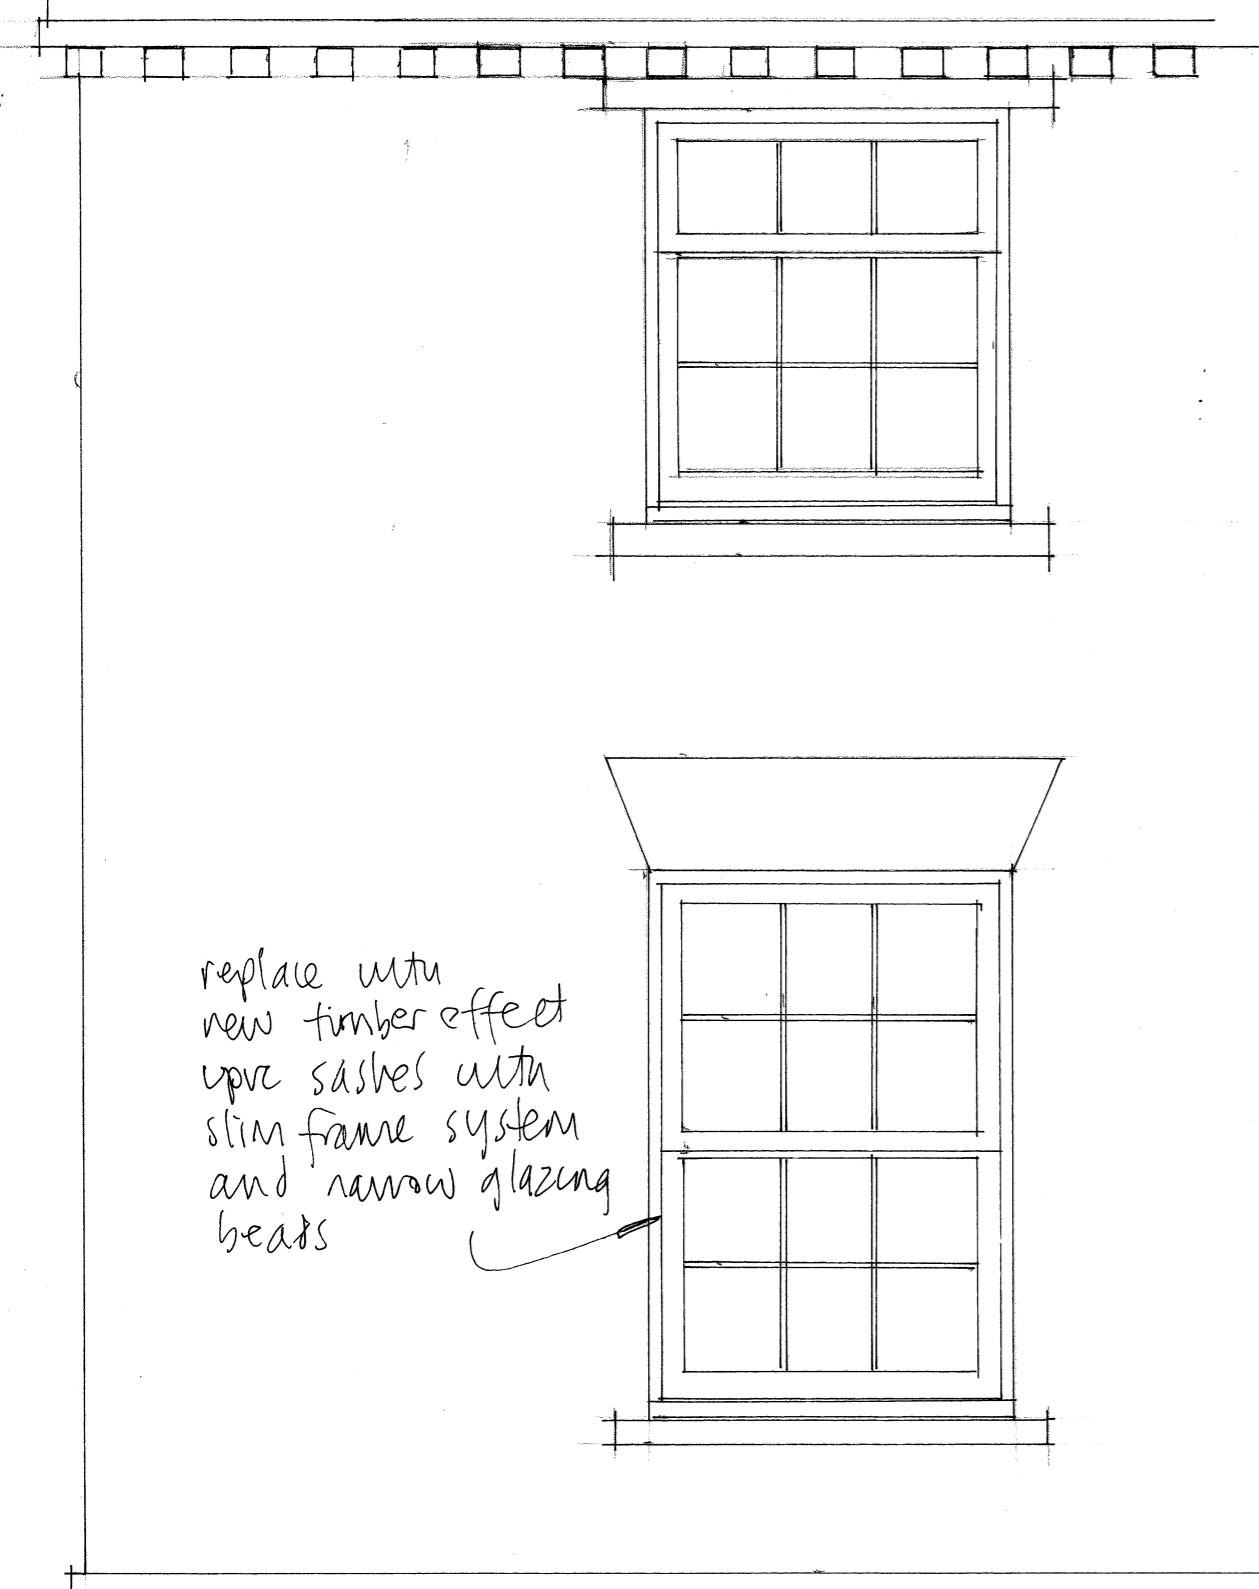 replace with
new timber effect
upvc sashes with
slim frame system
and narrow glazing
beads